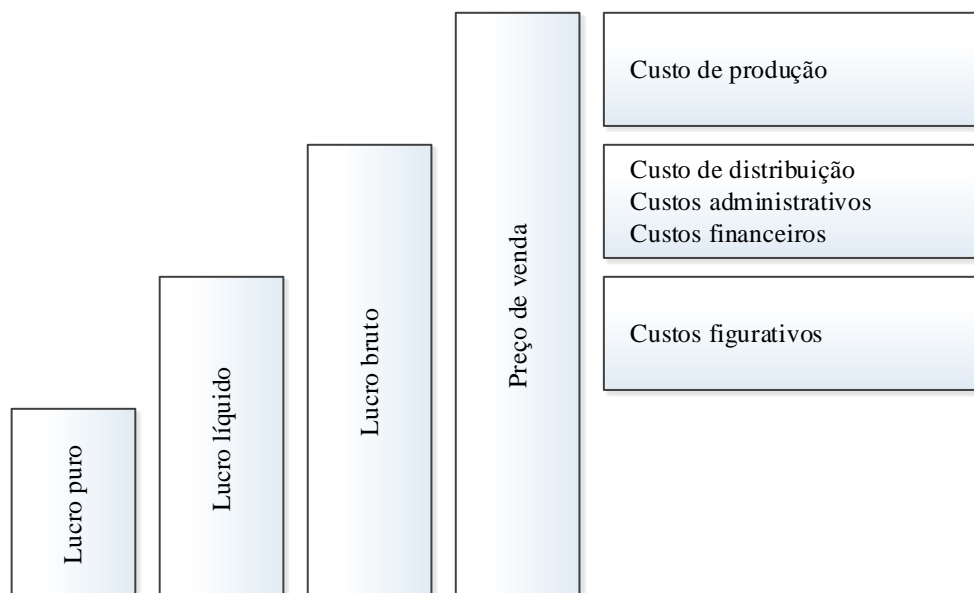 Custo de produção
Custo de distribuição
Custos administrativos
Custos financeiros
Custos figurativos
Preço de venda
Lucro bruto
Lucro líquido
Lucro puro